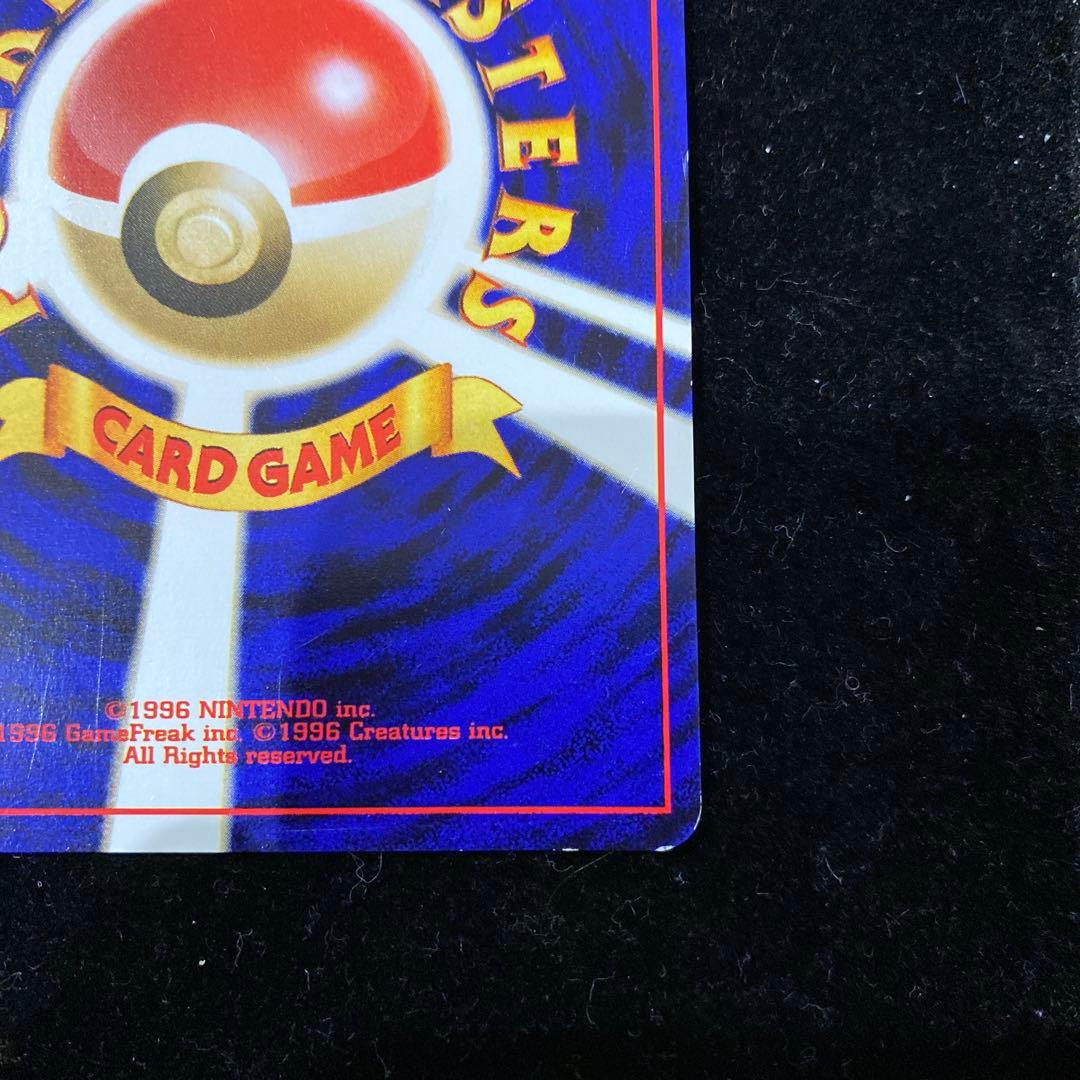 STERS
CARD GAME
©1996 NINTENDO inc.
1996 GameFreak inc. ©1996 Creatures inc.
All Rights reserved.